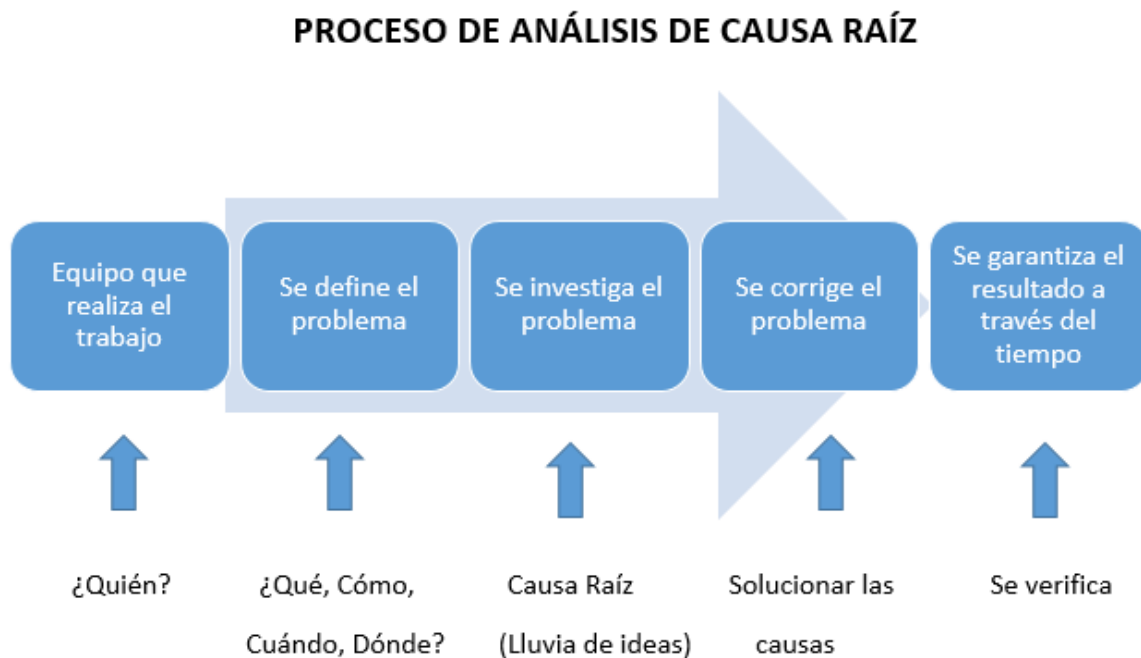 PROCESO DE ANÁLISIS DE CAUSA RAÍZ
Equipo que
realiza el
trabajo
Se define el
problema
Se investiga el
problema
Se corrige el
problema
Se garantiza el
resultado a
través del
tiempo
¿Quién?
¿Qué, Cómo,
Cuándo, Dónde?
Causa Raíz
(Lluvia de ideas)
Solucionar las
causas
Se verifica